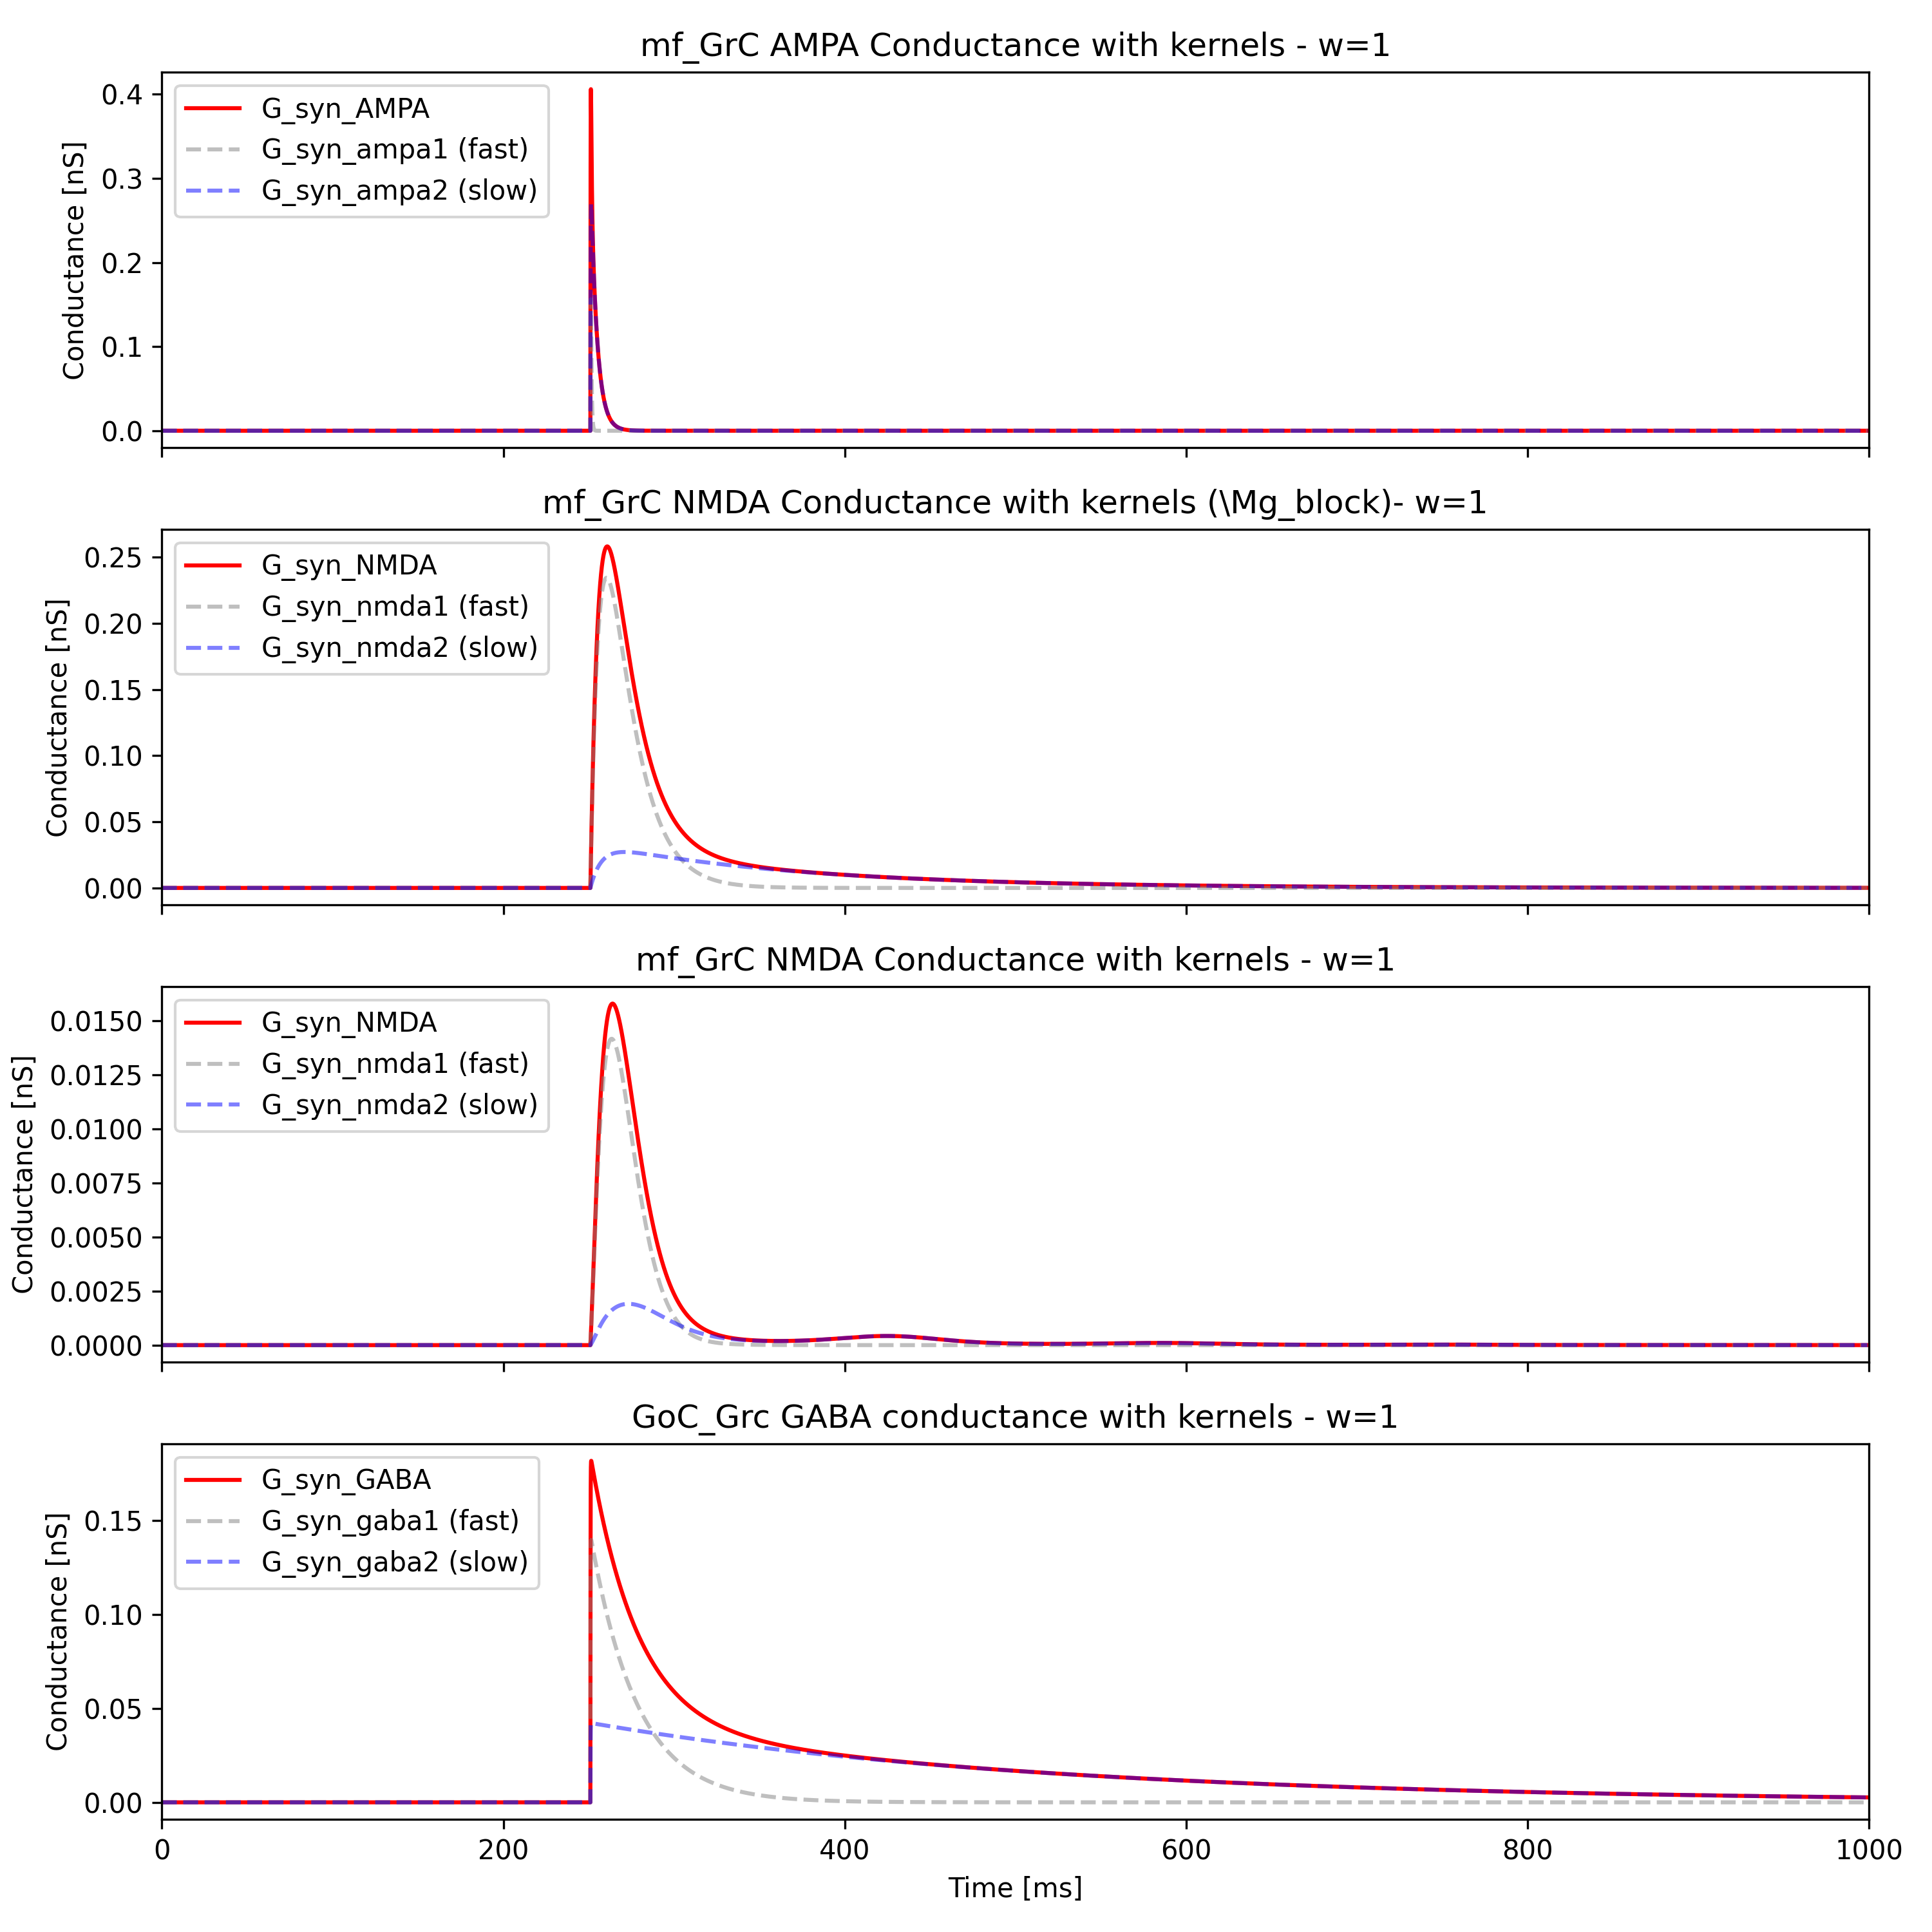 mf_GrC AMPA Conductance with kernels - w=1
Conductance [nS]
0.4
0.3
0.2
0.1
0.0
G_syn_AMPA
G_syn_ampa1 (fast)
G_syn_ampa2 (slow)
mf_GrC NMDA Conductance with kernels (\Mg_block)- w=1
Conductance [nS]
0.25
0.20
0.15
0.10
0.05
0.00
G_syn_NMDA
G_syn_nmda1 (fast)
G_syn_nmda2 (slow)
mf_GrC NMDA Conductance with kernels - w=1
Conductance [nS]
0.0150
0.0125
0.0100
0.0075
0.0050
0.0025
0.0000
G_syn_NMDA
G_syn_nmda1 (fast)
G_syn_nmda2 (slow)
GoC_Grc GABA conductance with kernels - w=1
Conductance [nS]
0.15
0.10
0.05
0.00
G_syn_GABA
G_syn_gaba1 (fast)
G_syn_gaba2 (slow)
0 200 400 600 800 1000
Time [ms]